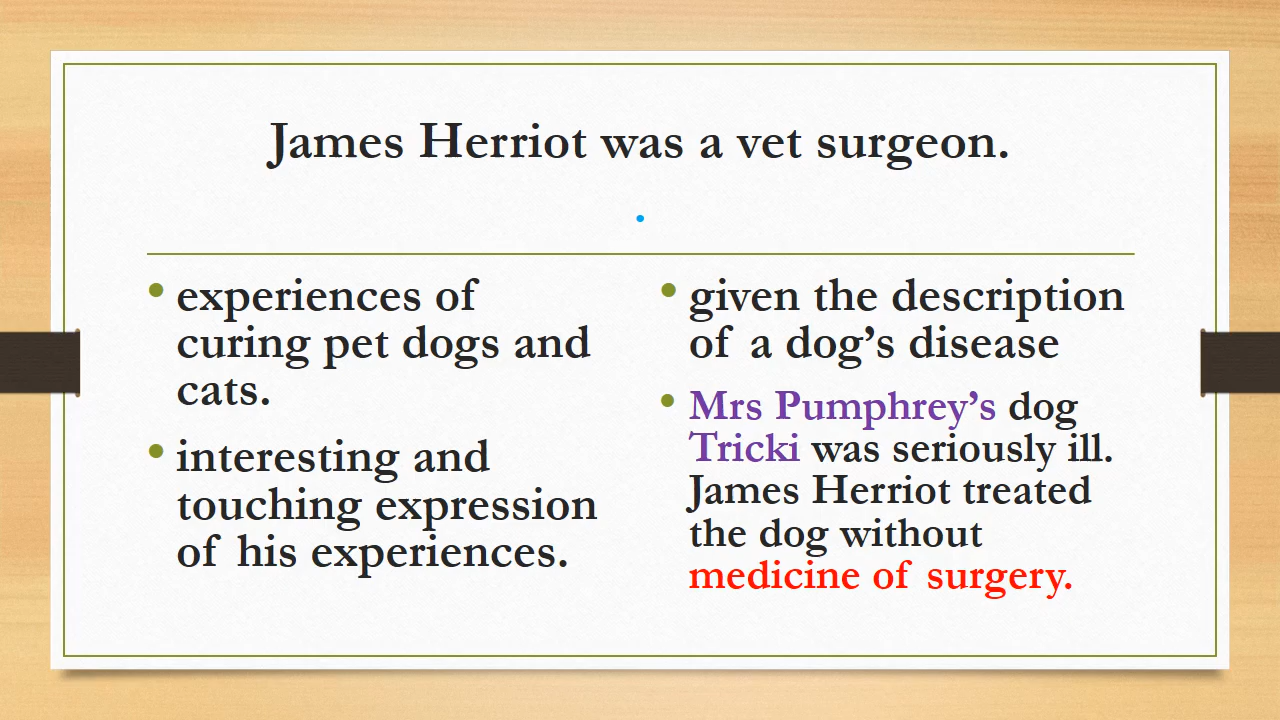 James Herriot was a vet surgeon.
.
• experiences of
curing pet dogs and
cats.
• interesting and
touching expression
of his experiences.
• given the description
of a dog’s disease
• Mrs Pumphrey’s dog
Tricki was seriously ill.
James Herriot treated
the dog without
medicine of surgery.